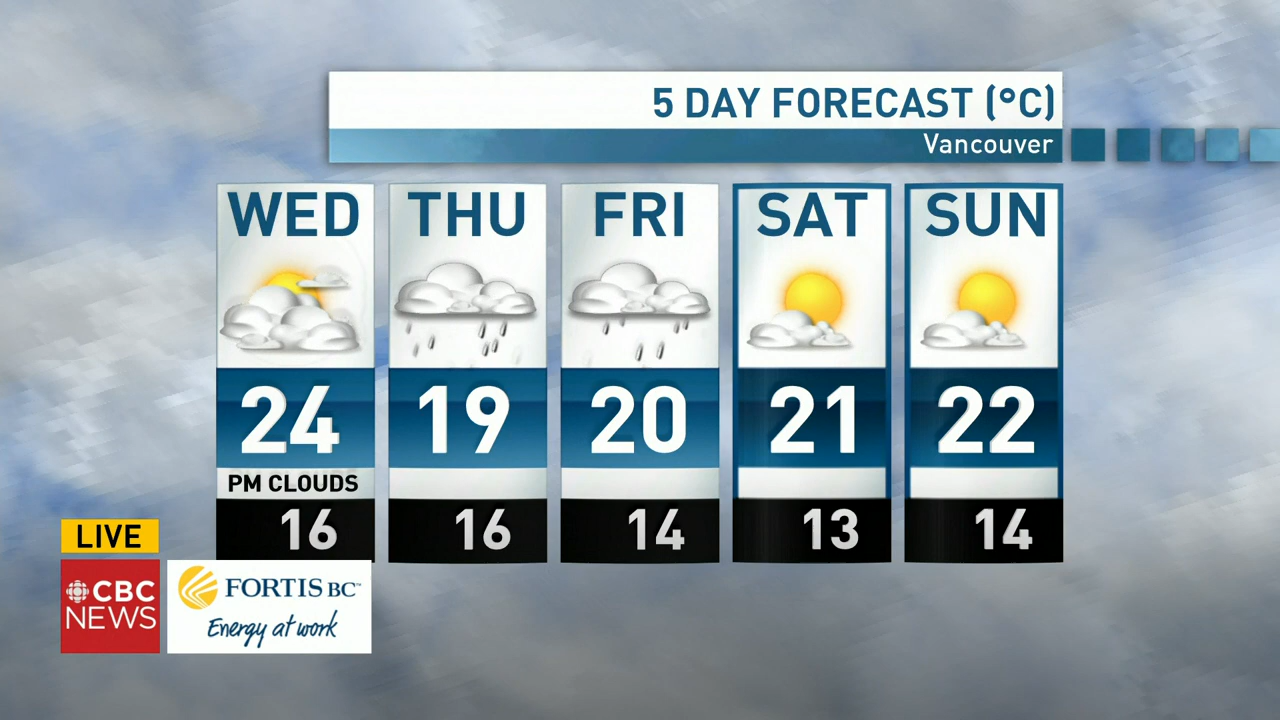 5 DAY FORECAST (°C)
Vancouver
WED THU FRI SAT SUN
24 19 20 21 22
PM CLOUDS
16 16 14 13 14
LIVE
CBC
NEWS
FORTIS BC™
Energy at work